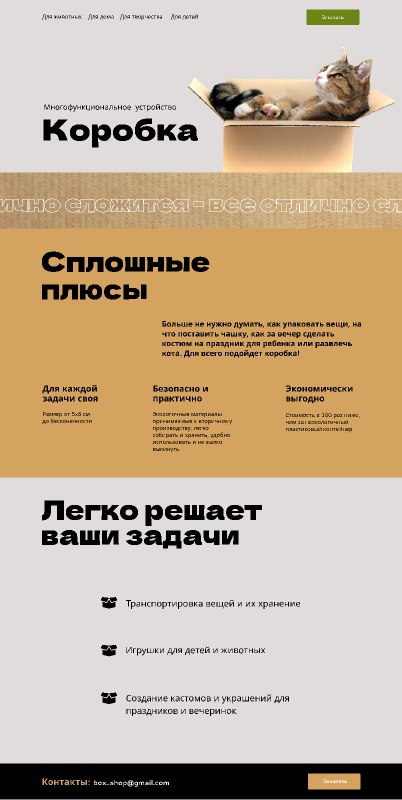 Для животных Для дома Для творчества Для детей
Заказать
Многофункциональное устройство
Коробка
ично сложится - все отлично сл
Сплошные
плюсы
Больше не нужно думать, как упаковать вещи, на
что поставить чашку, как за вечер сделать
костюм на праздник для ребенка или развлечь
кота. Для всего подойдет коробка!
Для каждой
задачи своя
Размер от 5х8 см
до бесконечности
Безопасно и
практично
Экологичные материалы
принимаемые к вторичному
производству, легко
собирать и хранить, удобно
использовать и не жалко
выкинуть
Экономически
выгодно
Стоимость в 300 раз ниже,
чем за экологичный
пластиковый контейнер
Легко решает
ваши задачи
Транспортировка вещей и их хранение
Игрушки для детей и животных
Создание кастомов и украшений для
праздников и вечеринок
Контакты: box_shop@gmail.com
Заказать